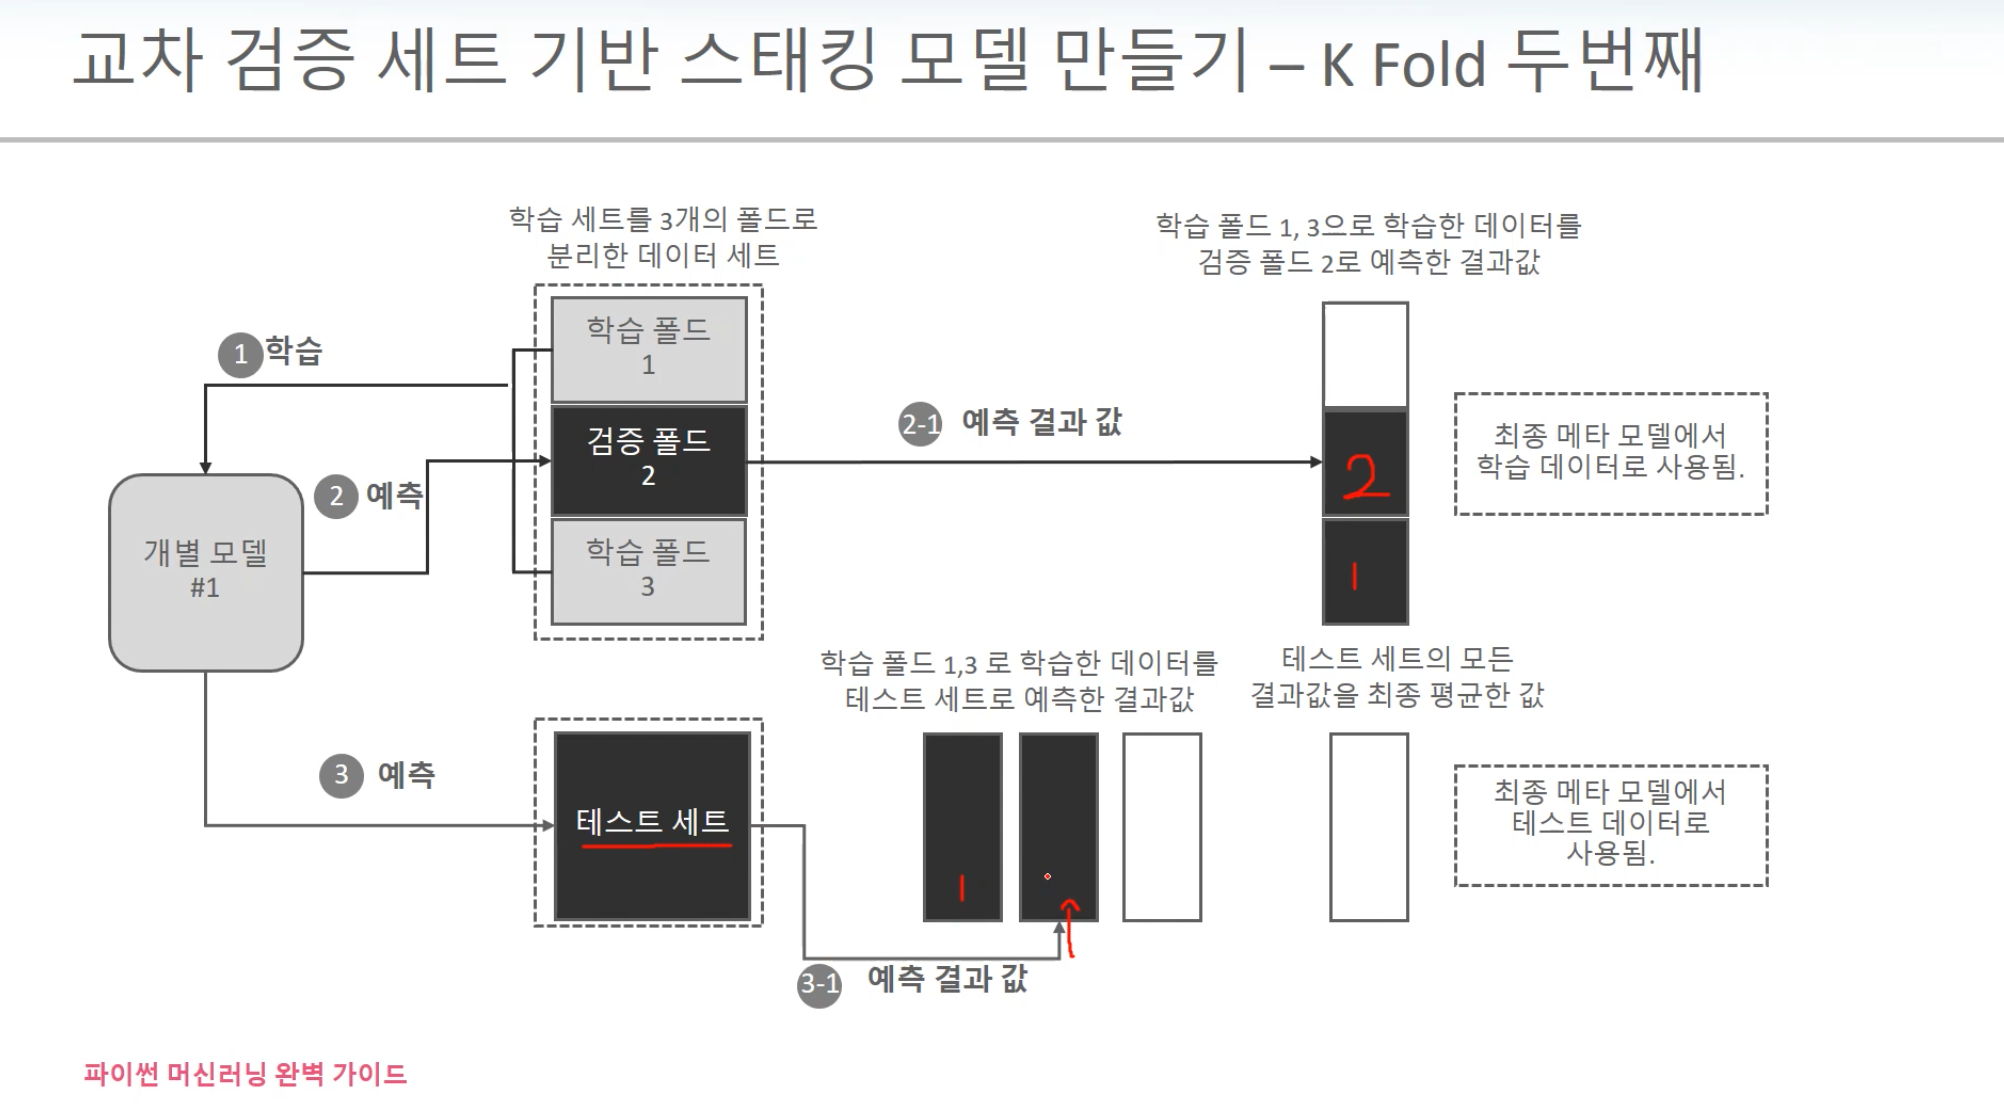 교차 검증 세트 기반 스태킹 모델 만들기 – K Fold 두번째
학습 세트를 3개의 폴드로
분리한 데이터 세트
학습 폴드 1, 3으로 학습한 데이터를
검증 폴드 2로 예측한 결과값
1 학습
학습 폴드
1
검증 폴드
2
학습 폴드
3
2 예측
개별 모델
#1
2-1 예측 결과 값
2
1
최종 메타 모델에서
학습 데이터로 사용됨.
학습 폴드 1,3 로 학습한 데이터를
테스트 세트로 예측한 결과값
테스트 세트의 모든
결과값을 최종 평균한 값
3 예측
테스트 세트
1
최종 메타 모델에서
테스트 데이터로
사용됨.
3-1 예측 결과 값
파이썬 머신러닝 완벽 가이드